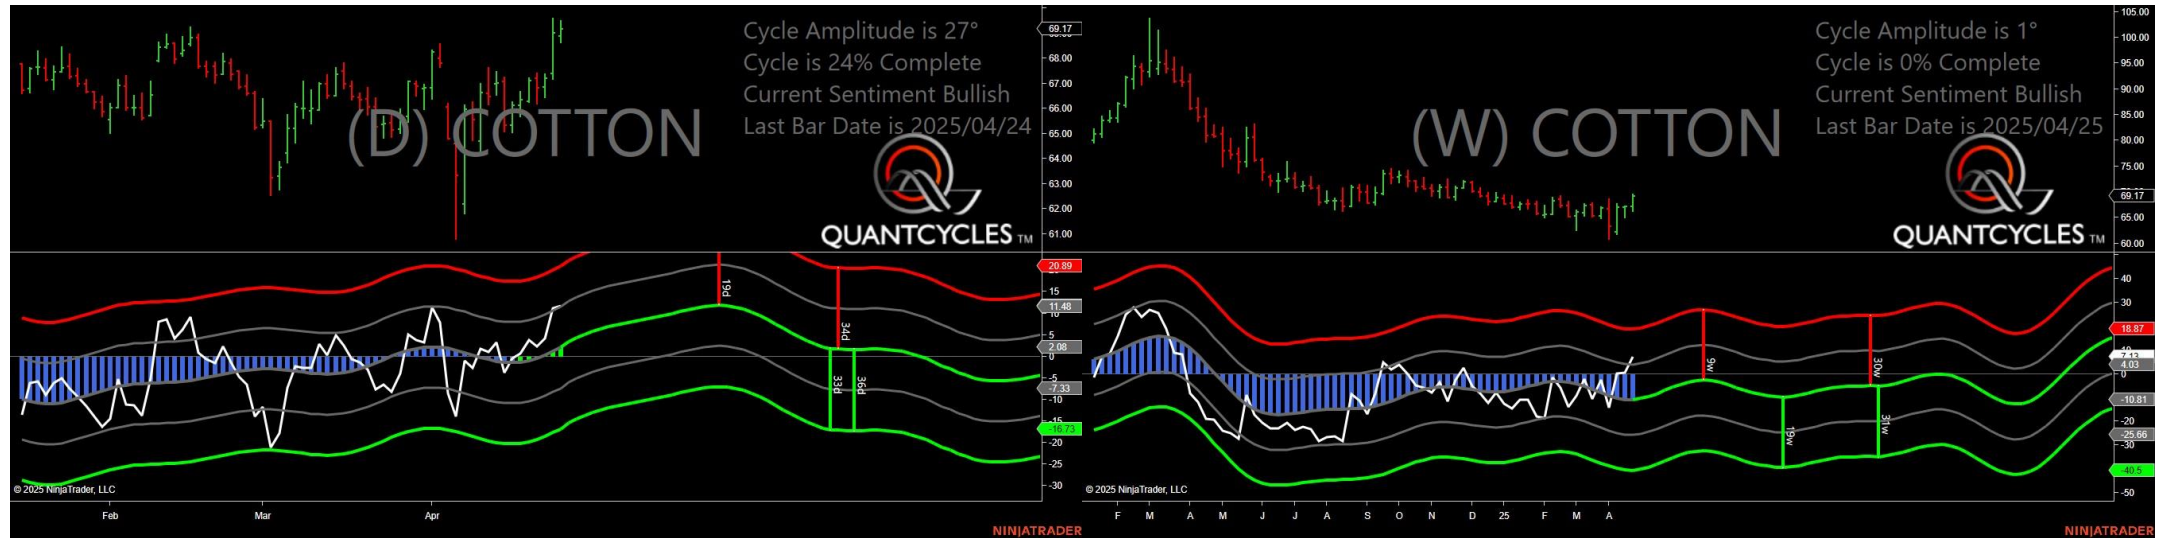 Cycle Amplitude is 27°
Cycle is 24% Complete
Current Sentiment Bullish
Last Bar Date is 2025/04/24
(D) COTTON
QUANTCYCLES TM
69.17
68.00
67.00
66.00
65.00
64.00
63.00
62.00
61.00
20.89
15
11.48
10
5
2.08
0
-5
-7.33
-10
-15
-16.73
-20
-25
-30
19d
34d
33d
36d
© 2025 NinjaTrader, LLC
Feb
Mar
Apr
NINJATRADER
Cycle Amplitude is 1°
Cycle is 0% Complete
Current Sentiment Bullish
Last Bar Date is 2025/04/25
(W) COTTON
QUANTCYCLES TM
105.00
100.00
95.00
90.00
85.00
80.00
75.00
69.17
65.00
60.00
40
30
18.87
7.13
4.03
0
-10.81
-20
-25.66
-30
-40.5
-50
9w
30w
19w
31w
© 2025 NinjaTrader, LLC
F M A M J J A S O N D 25 F M A
NINJATRADER